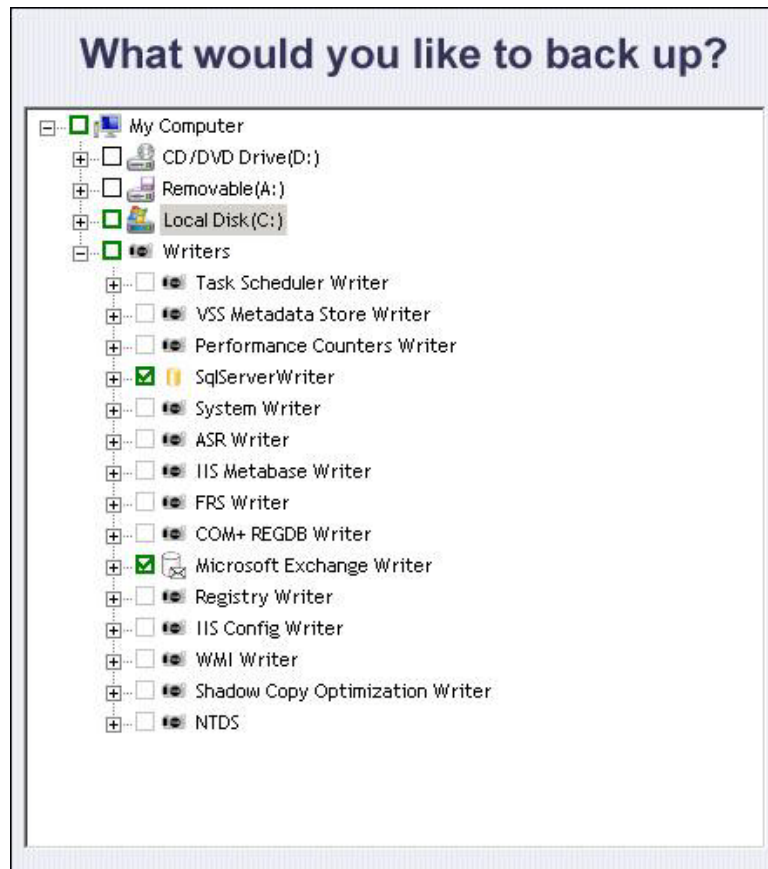 What would you like to back up?
My Computer
CD/DVD Drive(D:)
Removable(A:)
Local Disk(C:)
Writers
Task Scheduler Writer
VSS Metadata Store Writer
Performance Counters Writer
SqlServerWriter
System Writer
ASR Writer
IIS Metabase Writer
FRS Writer
COM+ REGDB Writer
Microsoft Exchange Writer
Registry Writer
IIS Config Writer
WMI Writer
Shadow Copy Optimization Writer
NTDS